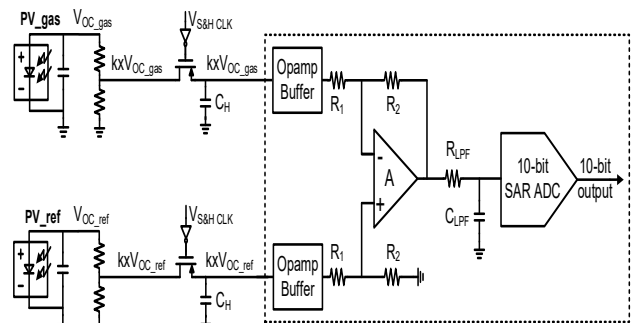 PV_gas
V_OC_gas
V_S&H CLK
kxV_OC_gas
kxV_OC_gas
+
-
C_H
Opamp
Buffer
R_1
R_2
-
A
+
R_LPF
C_LPF
10-bit
SAR ADC
10-bit
output
PV_ref
V_OC_ref
V_S&H CLK
kxV_OC_ref
kxV_OC_ref
+
-
C_H
Opamp
Buffer
R_1
R_2